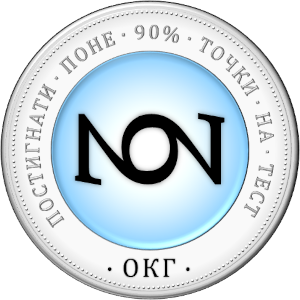 ПОСТИГНАТИ · ПОНЕ · 90% · ТОЧКИ · НА · ТЕСТ
NON
· ОКГ ·